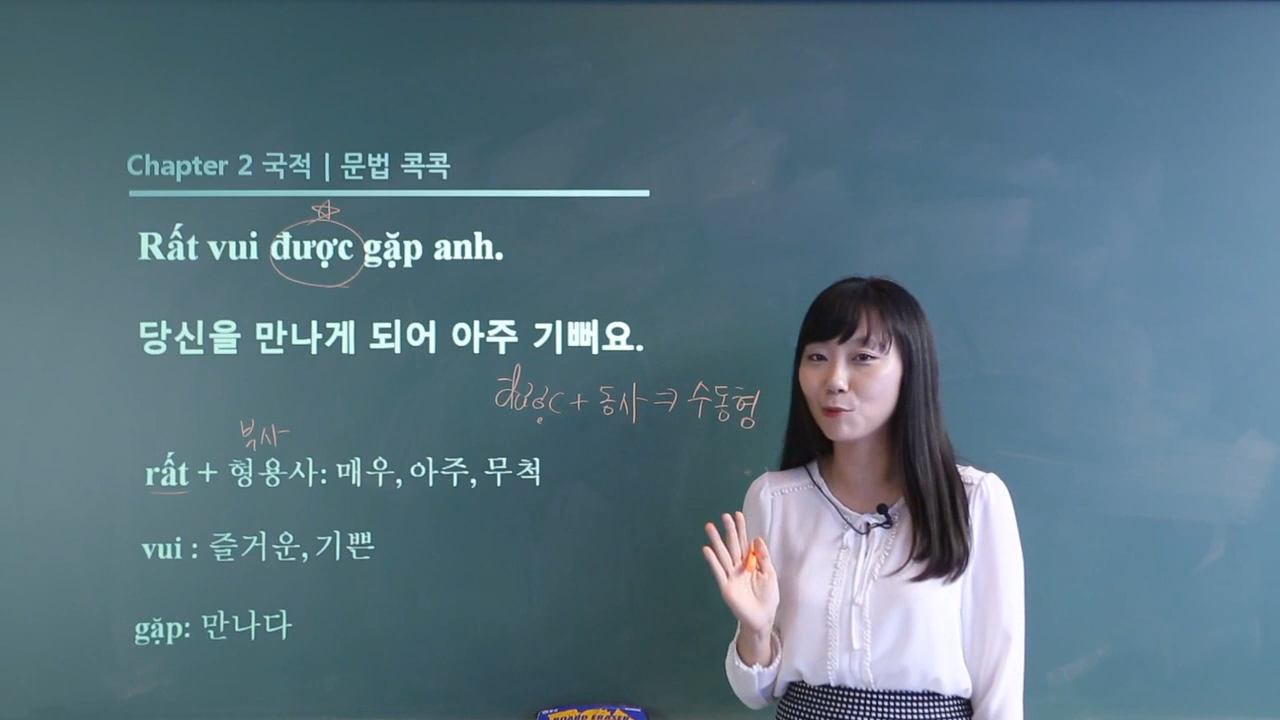 Chapter 2 국적 | 문법 콕콕
Rất vui được gặp anh.
당신을 만나게 되어 아주 기뻐요.
được + 동사 ⇒ 수동형
부사
rất + 형용사: 매우, 아주, 무척
vui : 즐거운, 기쁜
gặp: 만나다
BOARD ERASER